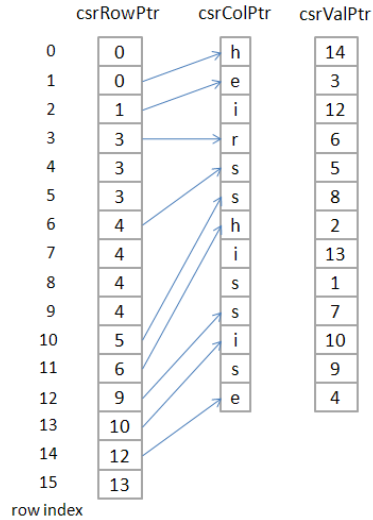 csrRowPtr csrColPtr csrValPtr
0 0 h 14
1 0 e 3
2 1 i 12
3 3 r 6
4 3 s 5
5 3 s 8
6 4 h 2
7 4 i 13
8 4 s 1
9 4 s 7
10 5 i 10
11 6 s 9
12 9 e 4
13 10
14 12
15 13
row index